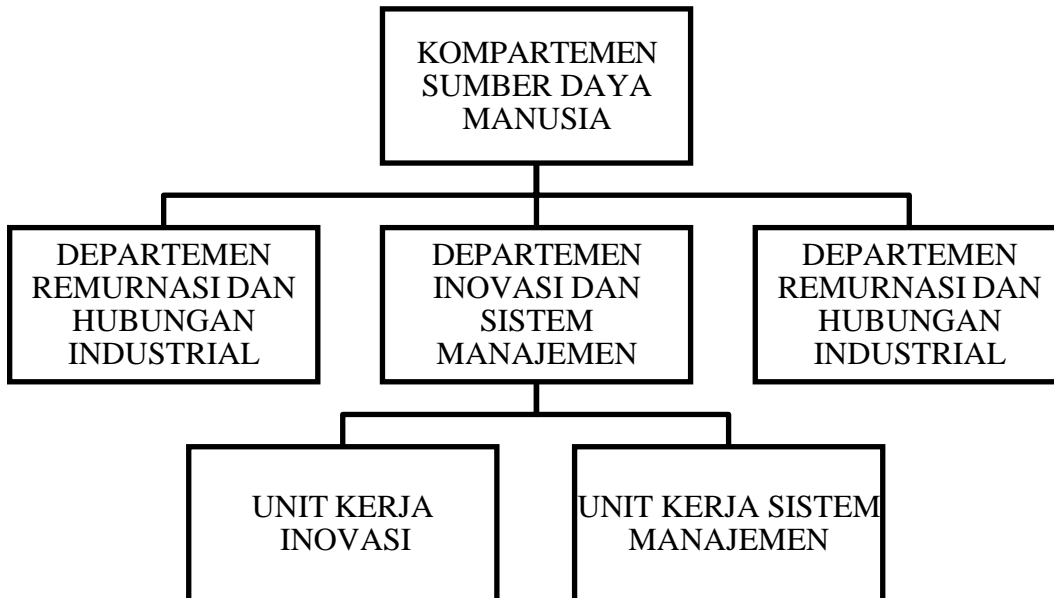 KOMPARTEMEN
SUMBER DAYA
MANUSIA
DEPARTEMEN
REMURNASI DAN
HUBUNGAN
INDUSTRIAL
DEPARTEMEN
INOVASI DAN
SISTEM
MANAJEMEN
DEPARTEMEN
REMURNASI DAN
HUBUNGAN
INDUSTRIAL
UNIT KERJA
INOVASI
UNIT KERJA SISTEM
MANAJEMEN